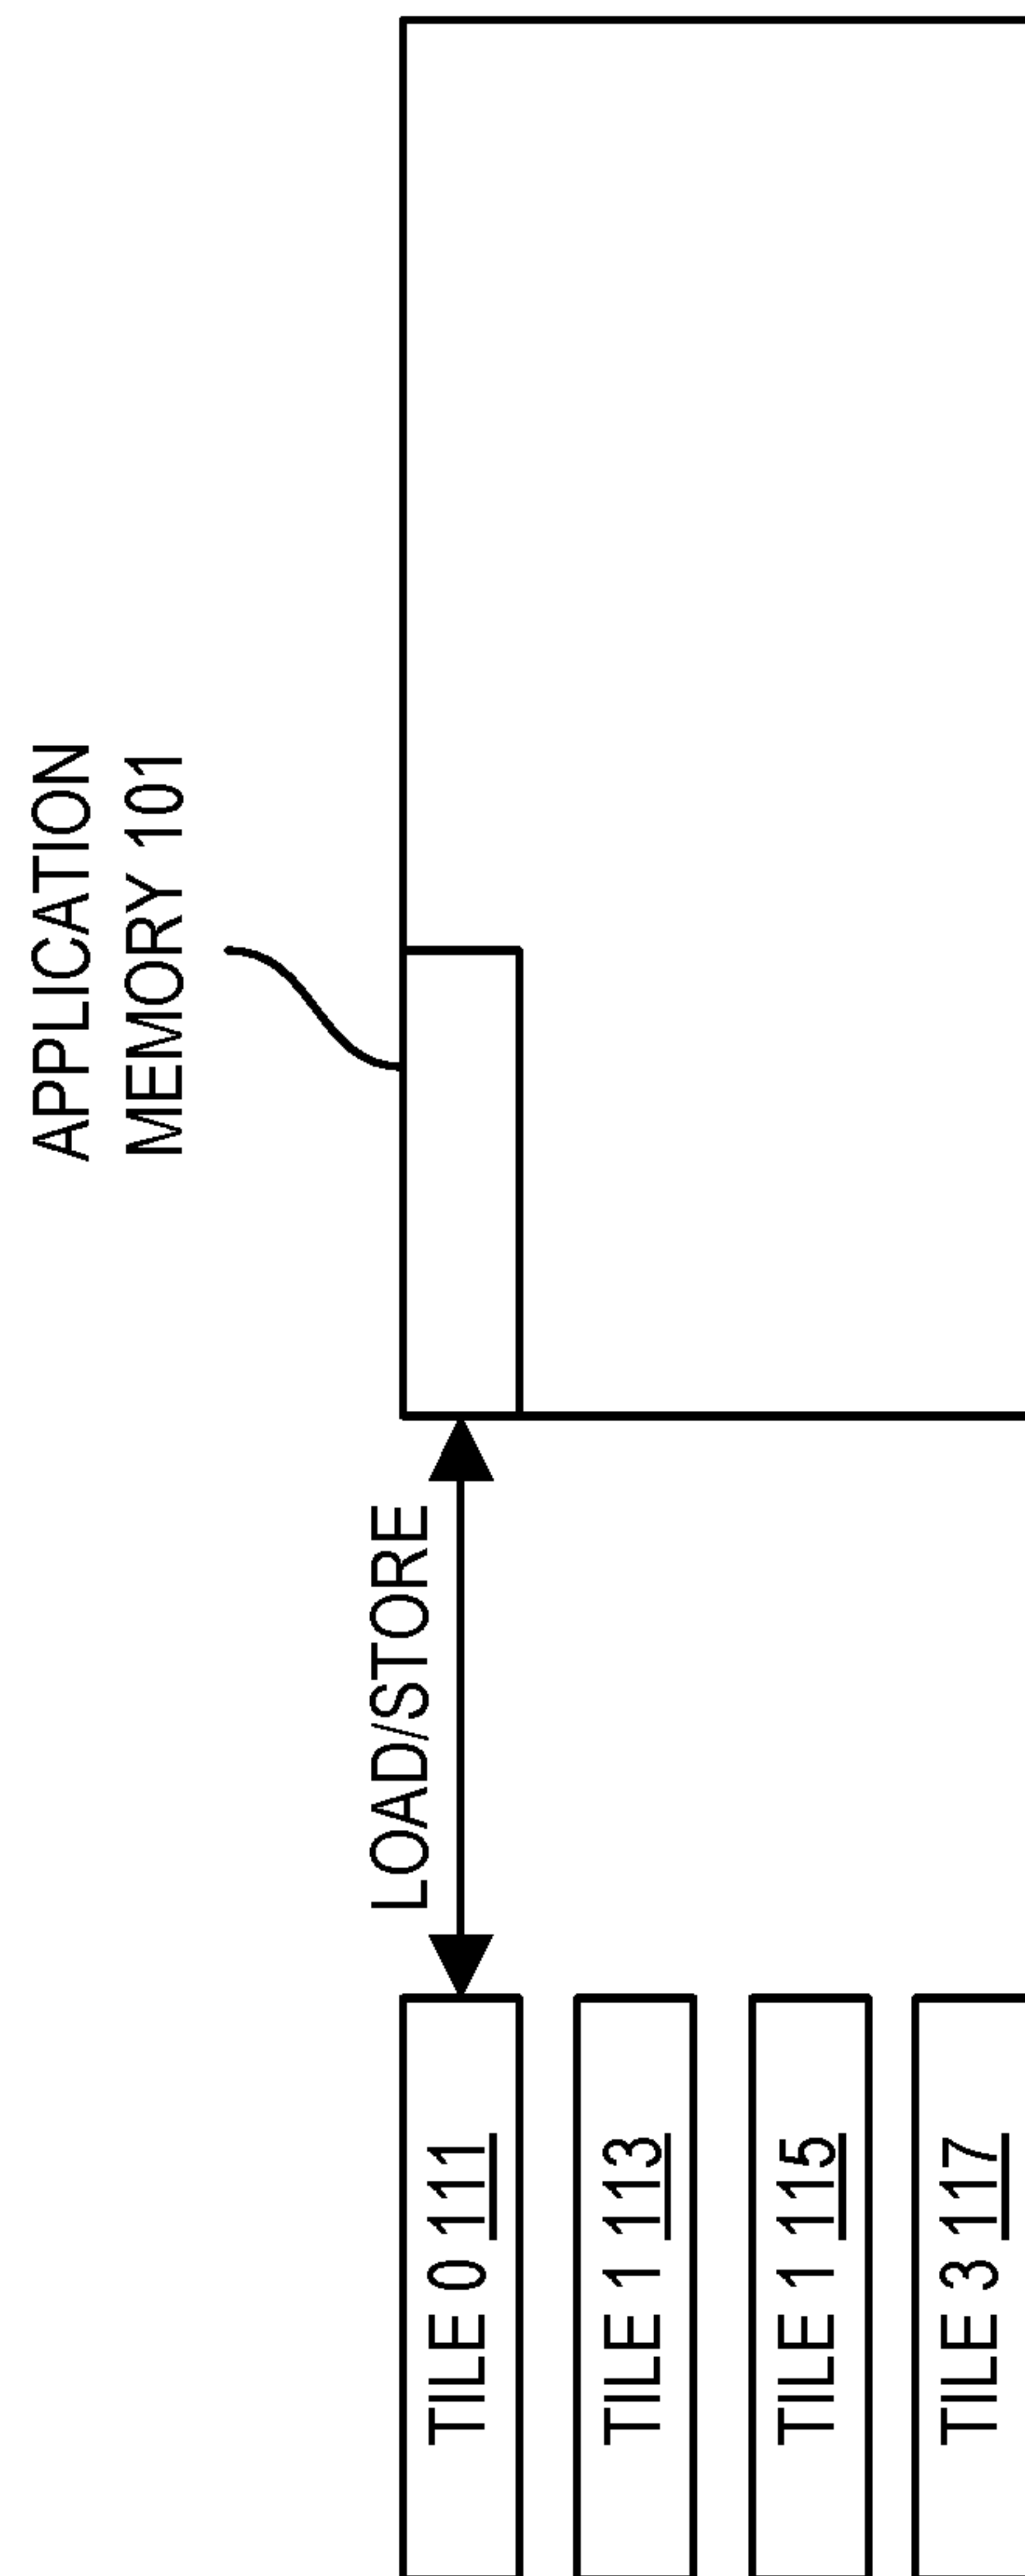 APPLICATION
MEMORY 101
LOAD/STORE
TILE 0 111
TILE 1 113
TILE 1 115
TILE 3 117